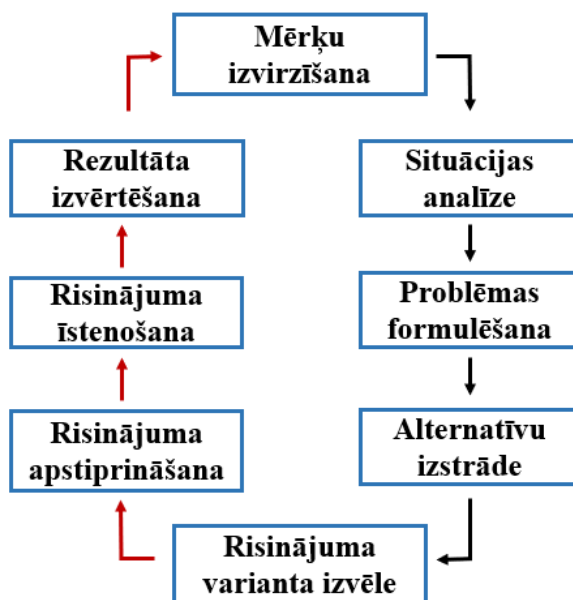 Mērķu
izvirzīšana
Situācijas
analīze
Problēmas
formulēšana
Alternatīvu
izstrāde
Risinājuma
varianta izvēle
Risinājuma
apstiprināšana
Risinājuma
īstenošana
Rezultāta
izvērtēšana